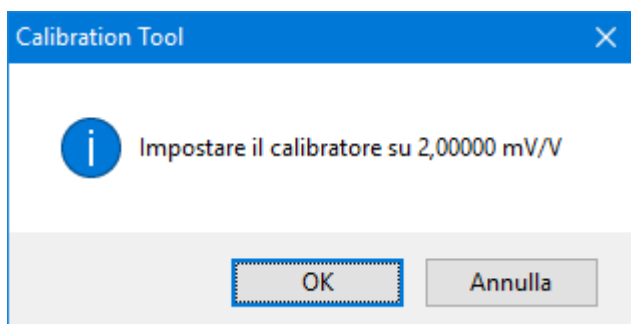 Calibration Tool
Impostare il calibratore su 2,00000 mV/V
OK
Annulla